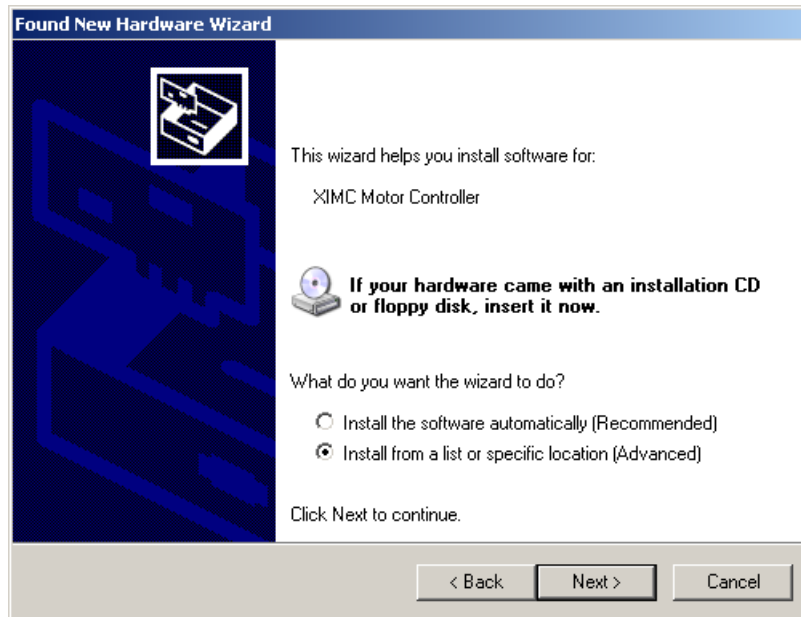 Found New Hardware Wizard
This wizard helps you install software for:
XIMC Motor Controller
If your hardware came with an installation CD
or floppy disk, insert it now.
What do you want the wizard to do?
Install the software automatically (Recommended)
Install from a list or specific location (Advanced)
Click Next to continue.
< Back
Next >
Cancel